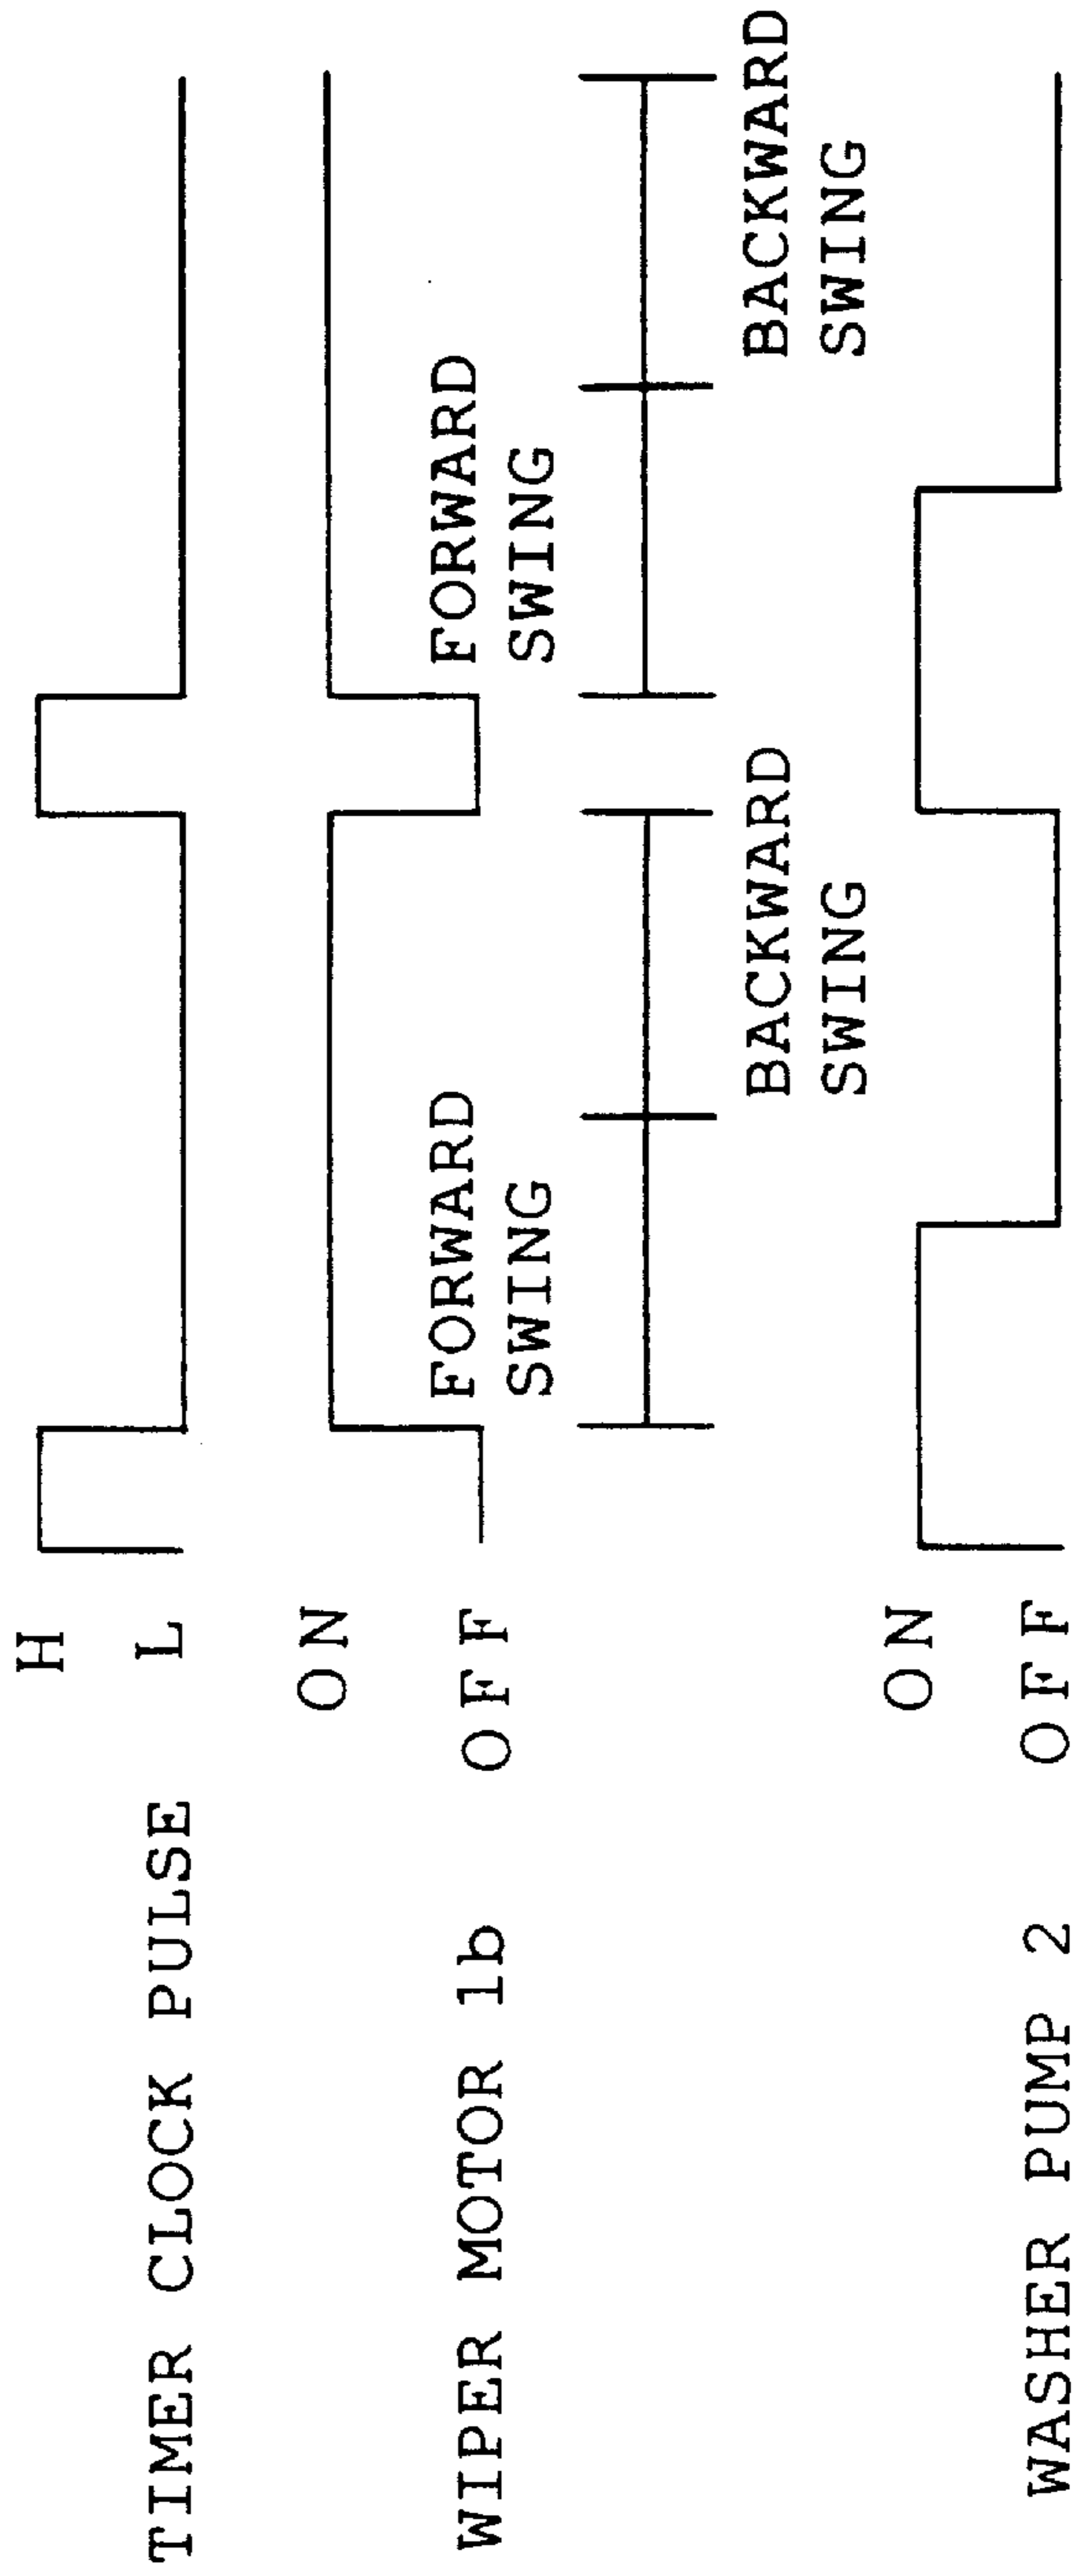 TIMER CLOCK PULSE
H
L
WIPER MOTOR 1b
ON
OFF
FORWARD
SWING
FORWARD
SWING
BACKWARD
SWING
BACKWARD
SWING
WASHER PUMP 2
ON
OFF